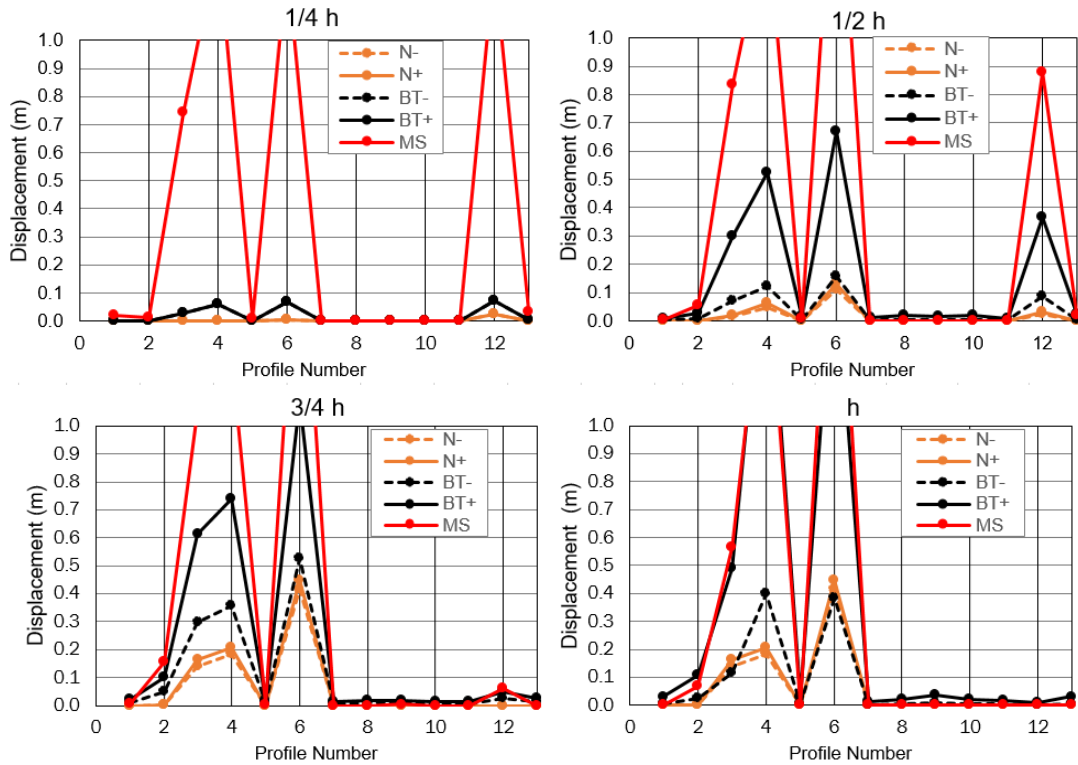 1/4 h
1.0
0.9
0.8
0.7
0.6
0.5
0.4
0.3
0.2
0.1
0.0
Displacement (m)
N-
N+
BT-
BT+
MS
0 2 4 6 8 10 12
Profile Number
1/2 h
1.0
0.9
0.8
0.7
0.6
0.5
0.4
0.3
0.2
0.1
0.0
Displacement (m)
N-
N+
BT-
BT+
MS
0 2 4 6 8 10 12
Profile Number
3/4 h
1.0
0.9
0.8
0.7
0.6
0.5
0.4
0.3
0.2
0.1
0.0
Displacement (m)
N-
N+
BT-
BT+
MS
0 2 4 6 8 10 12
Profile Number
h
1.0
0.9
0.8
0.7
0.6
0.5
0.4
0.3
0.2
0.1
0.0
Displacement (m)
N-
N+
BT-
BT+
MS
0 2 4 6 8 10 12
Profile Number